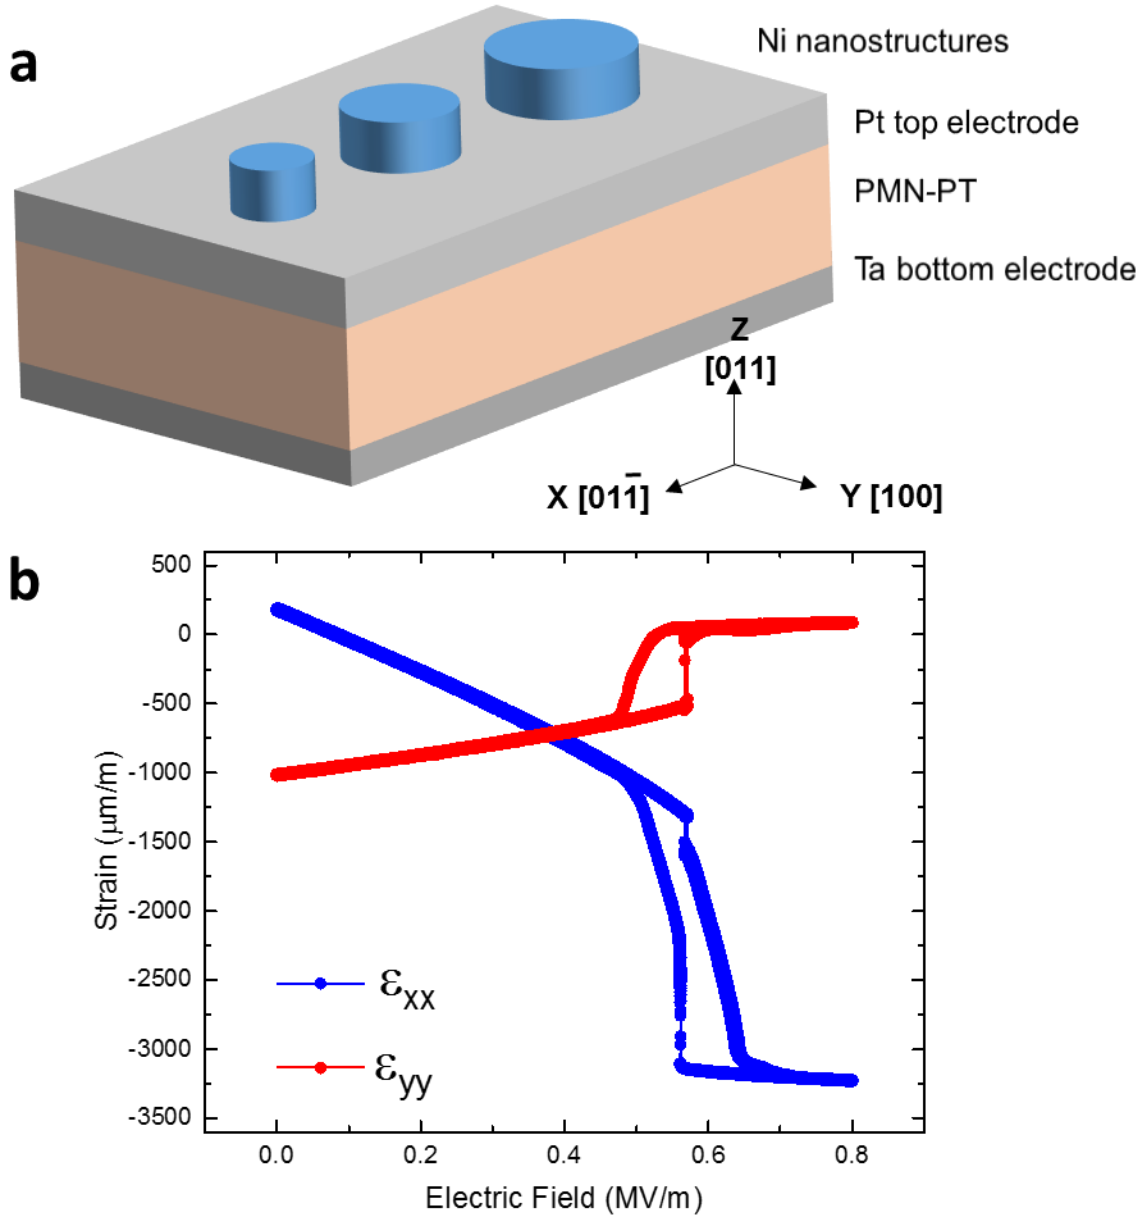 a
Ni nanostructures
Pt top electrode
PMN-PT
Ta bottom electrode
Z
[011]
X [011̄]
Y [100]
b
500
0
-500
-1000
-1500
-2000
-2500
-3000
-3500
Strain (μm/m)
εxx
εyy
0.0 0.2 0.4 0.6 0.8
Electric Field (MV/m)